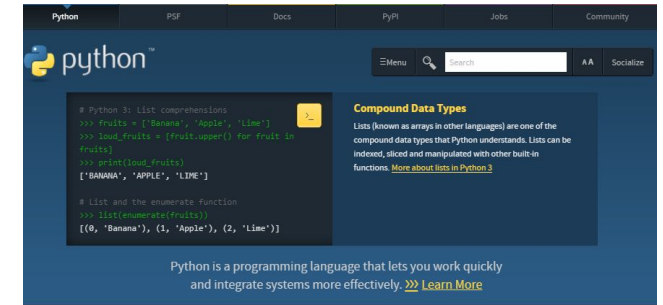 Python PSF Docs PyPI Jobs Community
python™
≡Menu Search AA Socialize
# Python 3: List comprehensions
>>> fruits = ['Banana', 'Apple', 'Lime']
>>> loud_fruits = [fruit.upper() for fruit in
fruits]
>>> print(loud_fruits)
['BANANA', 'APPLE', 'LIME']
# List and the enumerate function
>>> list(enumerate(fruits))
[(0, 'Banana'), (1, 'Apple'), (2, 'Lime')]
>_
Compound Data Types
Lists (known as arrays in other languages) are one of the
compound data types that Python understands. Lists can be
indexed, sliced and manipulated with other built-in
functions. More about lists in Python 3
Python is a programming language that lets you work quickly
and integrate systems more effectively. >>> Learn More